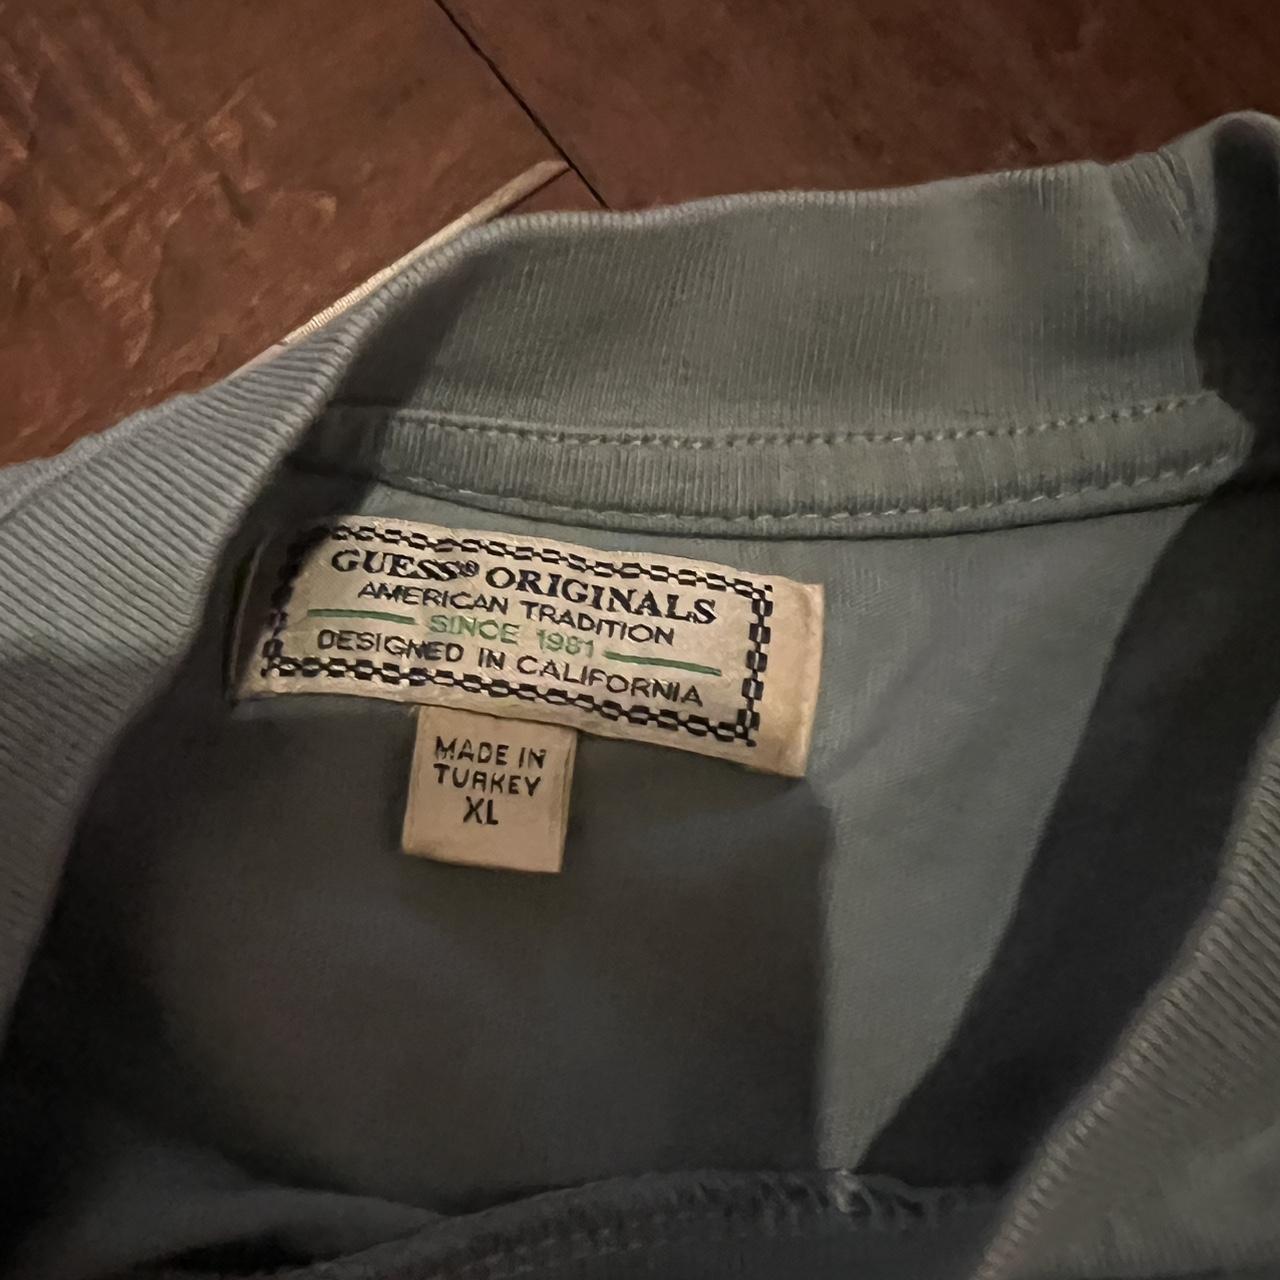 GUESS® ORIGINALS
AMERICAN TRADITION
SINCE 1981
DESIGNED IN CALIFORNIA
MADE IN
TURKEY
XL